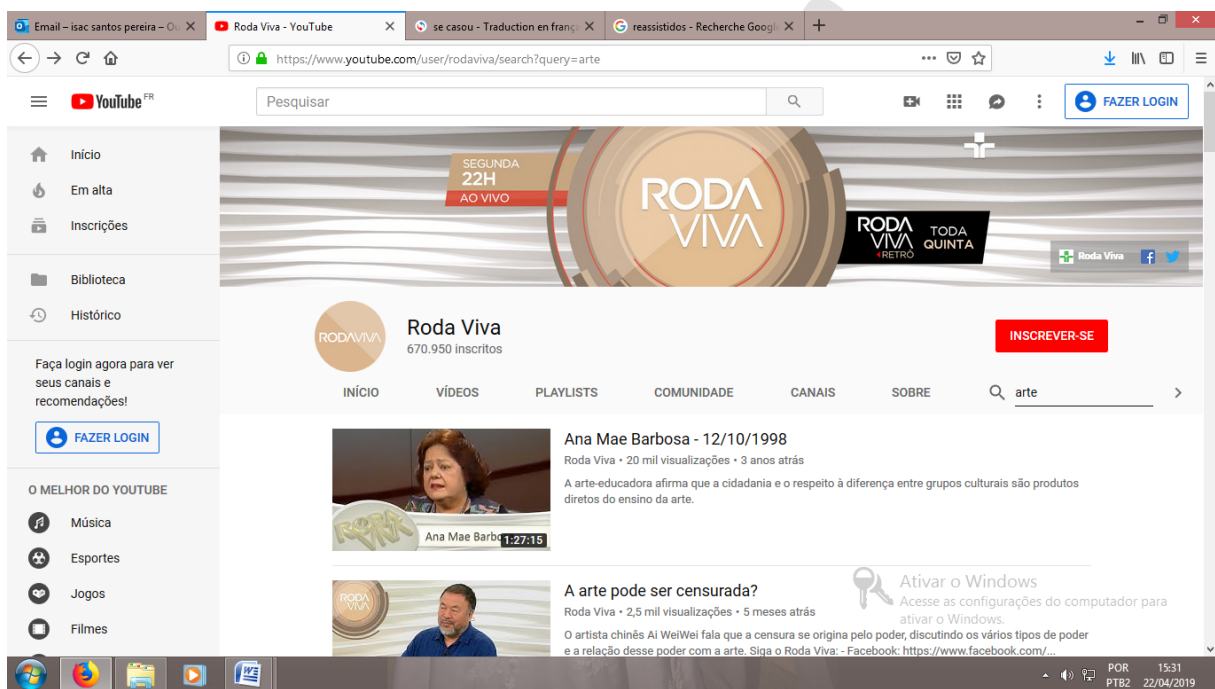 Email – isac santos pereira – Ou
Roda Viva - YouTube
se casou - Traduction en franç
reassistidos - Recherche Googl
https://www.youtube.com/user/rodaviva/search?query=arte
YouTube FR
Pesquisar
FAZER LOGIN
Início
Em alta
Inscrições
Biblioteca
Histórico
Faça login agora para ver
seus canais e
recomendações!
FAZER LOGIN
O MELHOR DO YOUTUBE
Música
Esportes
Jogos
Filmes
SEGUNDA
22H
AO VIVO
RODA
VIVA
RODA
VIVA
RETRÔ
TODA
QUINTA
Roda Viva
RODAVIVA
Roda Viva
670.950 inscritos
INSCREVER-SE
INÍCIO VÍDEOS PLAYLISTS COMUNIDADE CANAIS SOBRE arte
Ana Mae Barbo
1:27:15
Ana Mae Barbosa - 12/10/1998
Roda Viva • 20 mil visualizações • 3 anos atrás
A arte-educadora afirma que a cidadania e o respeito à diferença entre grupos culturais são produtos
diretos do ensino da arte.
RODA
VIVA
A arte pode ser censurada?
Roda Viva • 2,5 mil visualizações • 5 meses atrás
O artista chinês Ai WeiWei fala que a censura se origina pelo poder, discutindo os vários tipos de poder
e a relação desse poder com a arte. Siga o Roda Viva: - Facebook: https://www.facebook.com/...
Ativar o Windows
Acesse as configurações do computador para
ativar o Windows.
POR
PTB2
15:31
22/04/2019